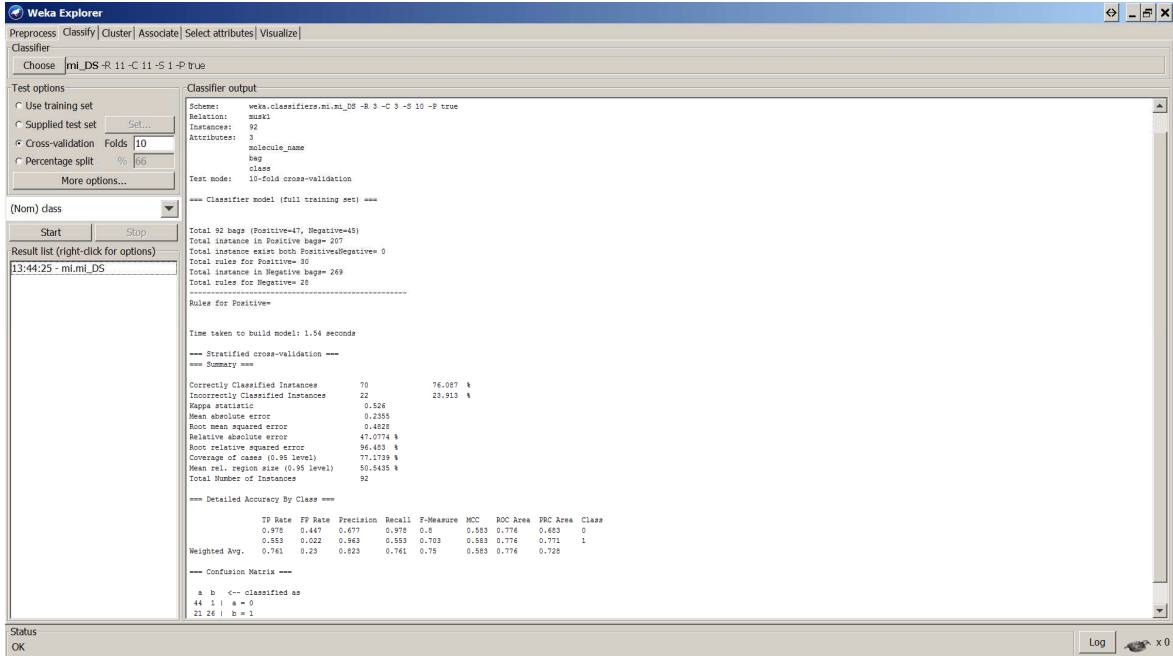 Weka Explorer
Preprocess Classify Cluster Associate Select attributes Visualize
Classifier
Choose mi_DS -R 11 -C 11 -S 1 -P true
Test options
Use training set
Supplied test set Set...
Cross-validation Folds 10
Percentage split % 66
More options...
(Nom) class
Start Stop
Result list (right-click for options)
13:44:25 - mi.mi_DS
Classifier output
Scheme: weka.classifiers.mi.mi_DS -R 3 -C 3 -S 10 -P true
Relation: musk1
Instances: 92
Attributes: 3
molecule_name
bag
class
Test mode: 10-fold cross-validation
=== Classifier model (full training set) ===
Total 92 bags (Positive=47, Negative=45)
Total instance in Positive bags= 207
Total instance exist both Positive&Negative= 0
Total rules for Positive= 30
Total instance in Negative bags= 269
Total rules for Negative= 28
----------------------------------------------------
Rules for Positive=
Time taken to build model: 1.54 seconds
=== Stratified cross-validation ===
=== Summary ===
Correctly Classified Instances 70 76.087 %
Incorrectly Classified Instances 22 23.913 %
Kappa statistic 0.526
Mean absolute error 0.2355
Root mean squared error 0.4828
Relative absolute error 47.0774 %
Root relative squared error 96.483 %
Coverage of cases (0.95 level) 77.1739 %
Mean rel. region size (0.95 level) 50.5435 %
Total Number of Instances 92
=== Detailed Accuracy By Class ===
TP Rate FP Rate Precision Recall F-Measure MCC ROC Area PRC Area Class
0.978 0.447 0.677 0.978 0.8 0.583 0.776 0.683 0
0.553 0.022 0.963 0.553 0.703 0.583 0.776 0.771 1
Weighted Avg. 0.761 0.23 0.823 0.761 0.75 0.583 0.776 0.728
=== Confusion Matrix ===
a b <-- classified as
44 1 | a = 0
21 26 | b = 1
Status
OK
Log x 0